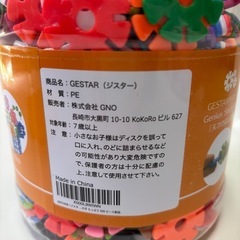 商品名：GESTAR（ジスター）
材 質：PE
販売者：株式会社 GNO
長崎市大黒町 10-10 KoKoRo ビル 627
対象年齢：7 歳以上
注意：小さなお子様はディスクを誤って
口に入れ、のどに詰まらせるなどの
可能性があり大変危険ですので、
保護者の方は十分に配慮の
上、注意して使用させて下さい。
Made in China
GESTAR
Genius